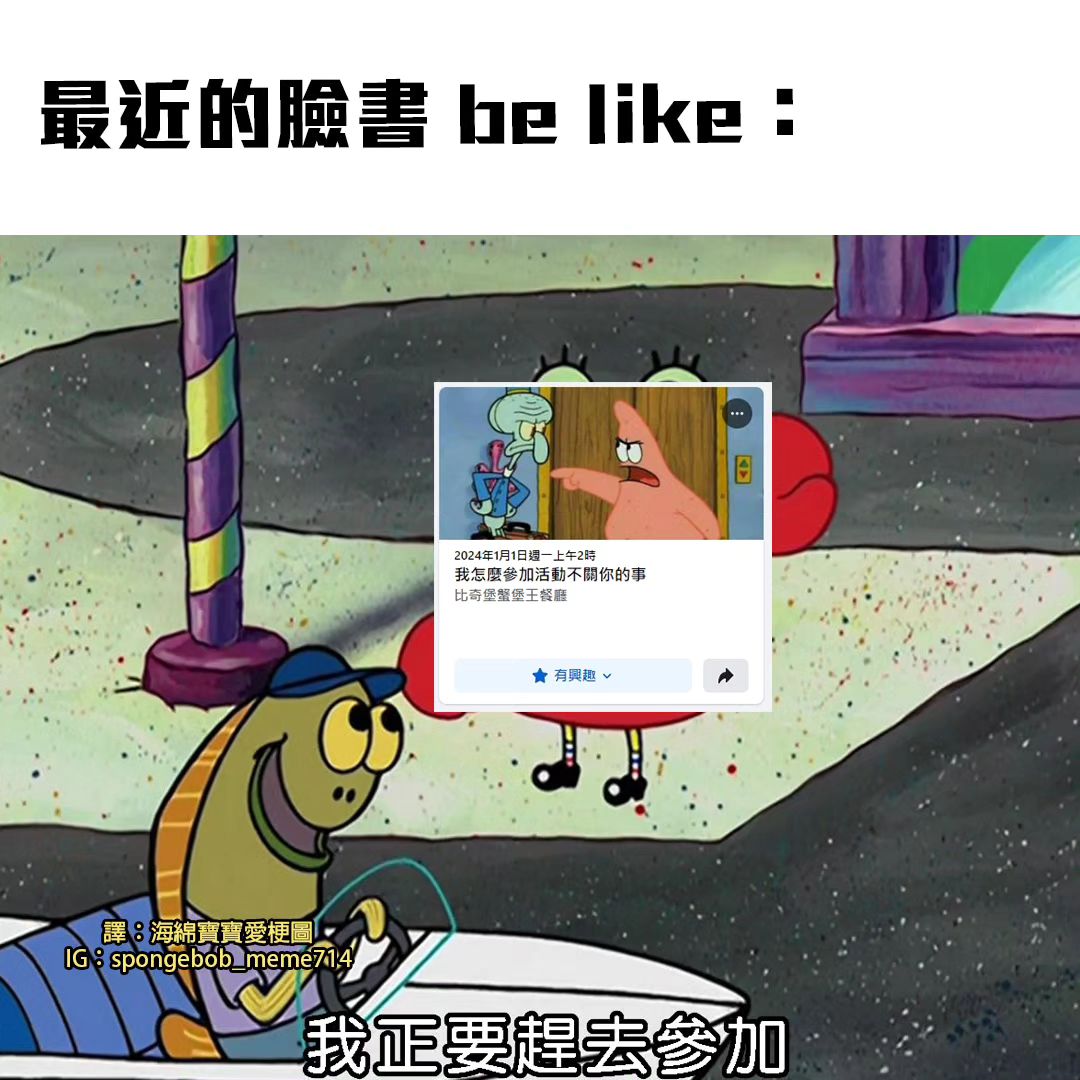 最近的臉書 be like：
2024年1月1日週一上午2時
我怎麼參加活動不關你的事
比奇堡蟹堡王餐廳
有興趣
譯：海綿寶寶愛梗圖
IG：spongebob_meme714
我正要趕去參加